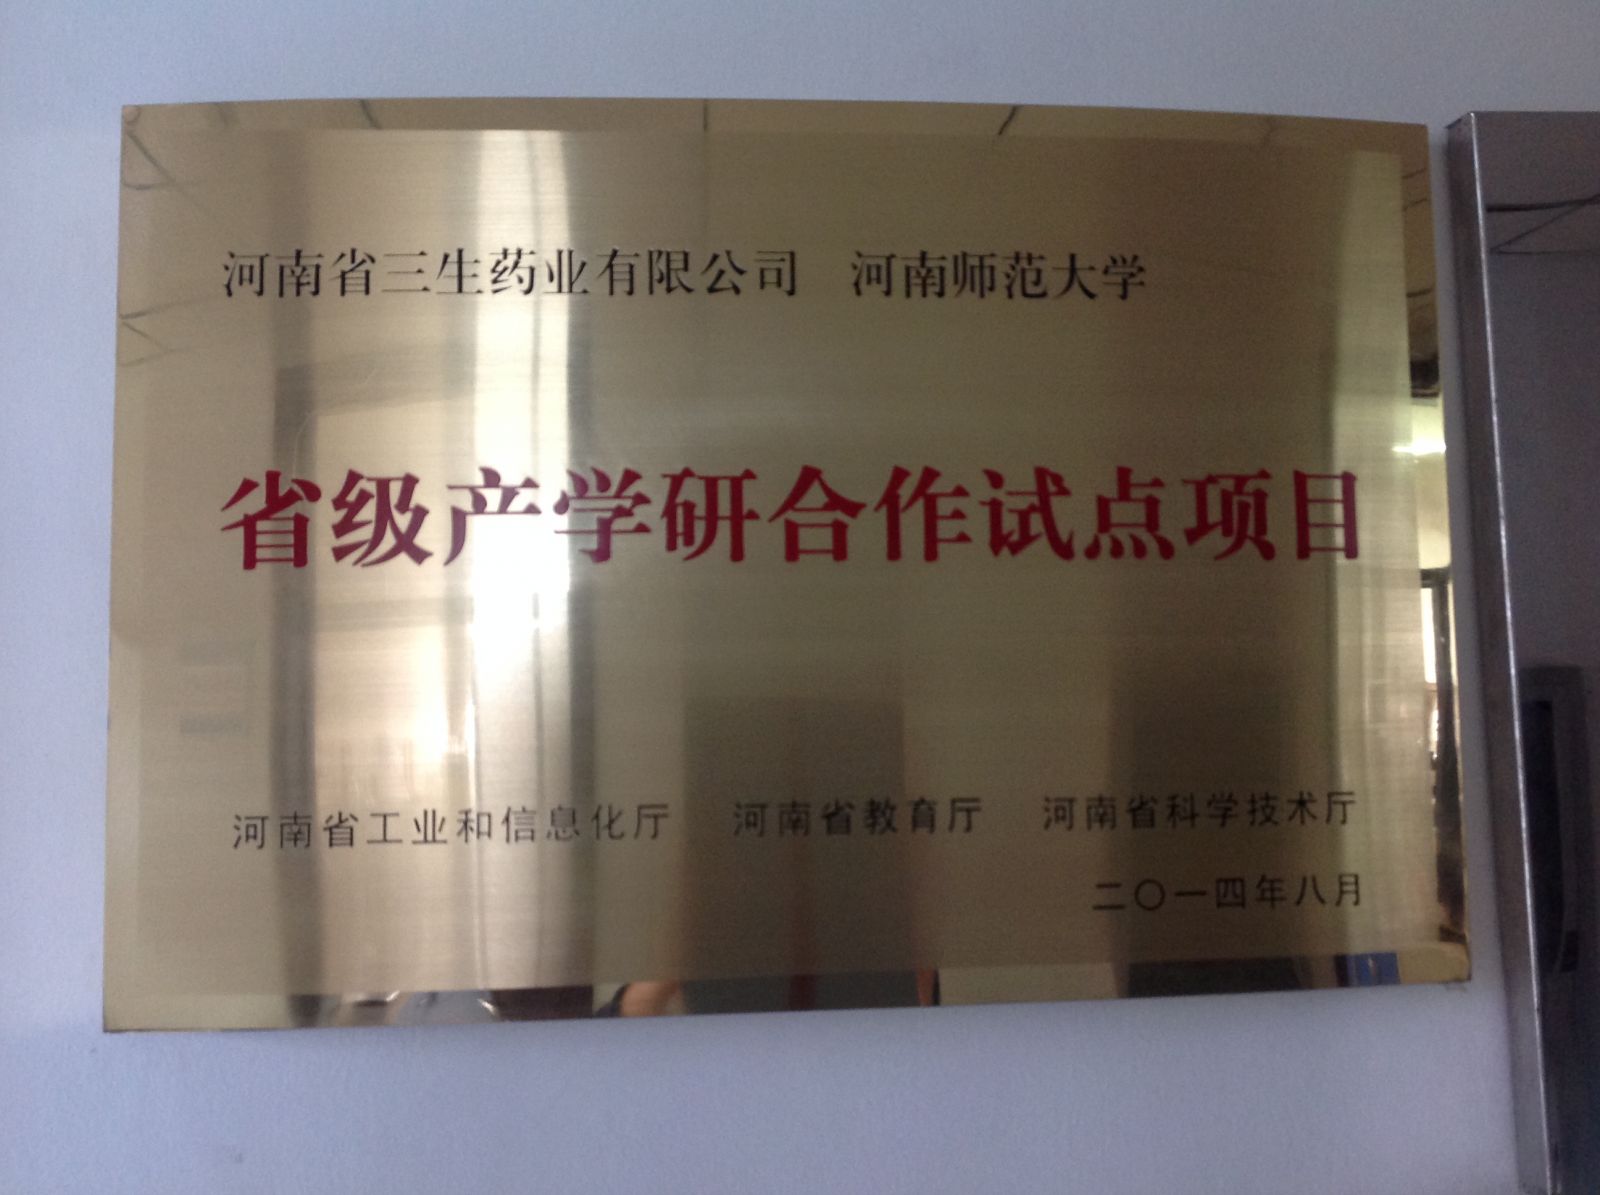 河南省三生药业有限公司 河南师范大学
省级产学研合作试点项目
河南省工业和信息化厅 河南省教育厅 河南省科学技术厅
二〇一四年八月